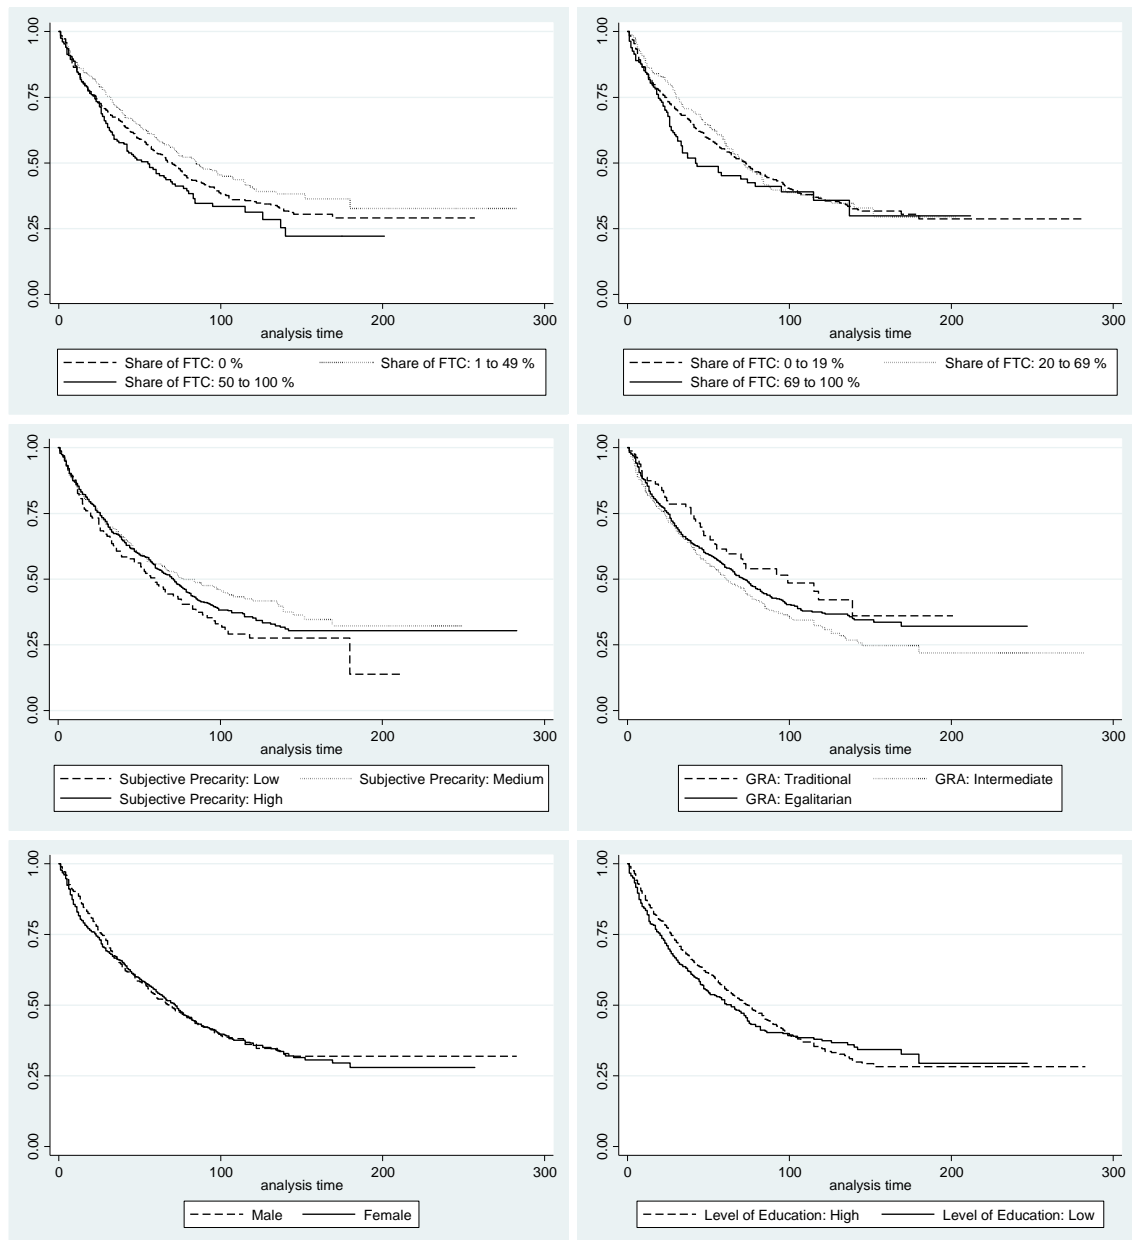 1.00
0.75
0.50
0.25
0.00
0 100 200 300
analysis time
Share of FTC: 0 % Share of FTC: 1 to 49 %
Share of FTC: 50 to 100 %
1.00
0.75
0.50
0.25
0.00
0 100 200 300
analysis time
Share of FTC: 0 to 19 % Share of FTC: 20 to 69 %
Share of FTC: 69 to 100 %
1.00
0.75
0.50
0.25
0.00
0 100 200 300
analysis time
Subjective Precarity: Low Subjective Precarity: Medium
Subjective Precarity: High
1.00
0.75
0.50
0.25
0.00
0 100 200 300
analysis time
GRA: Traditional GRA: Intermediate
GRA: Egalitarian
1.00
0.75
0.50
0.25
0.00
0 100 200 300
analysis time
Male Female
1.00
0.75
0.50
0.25
0.00
0 100 200 300
analysis time
Level of Education: High Level of Education: Low